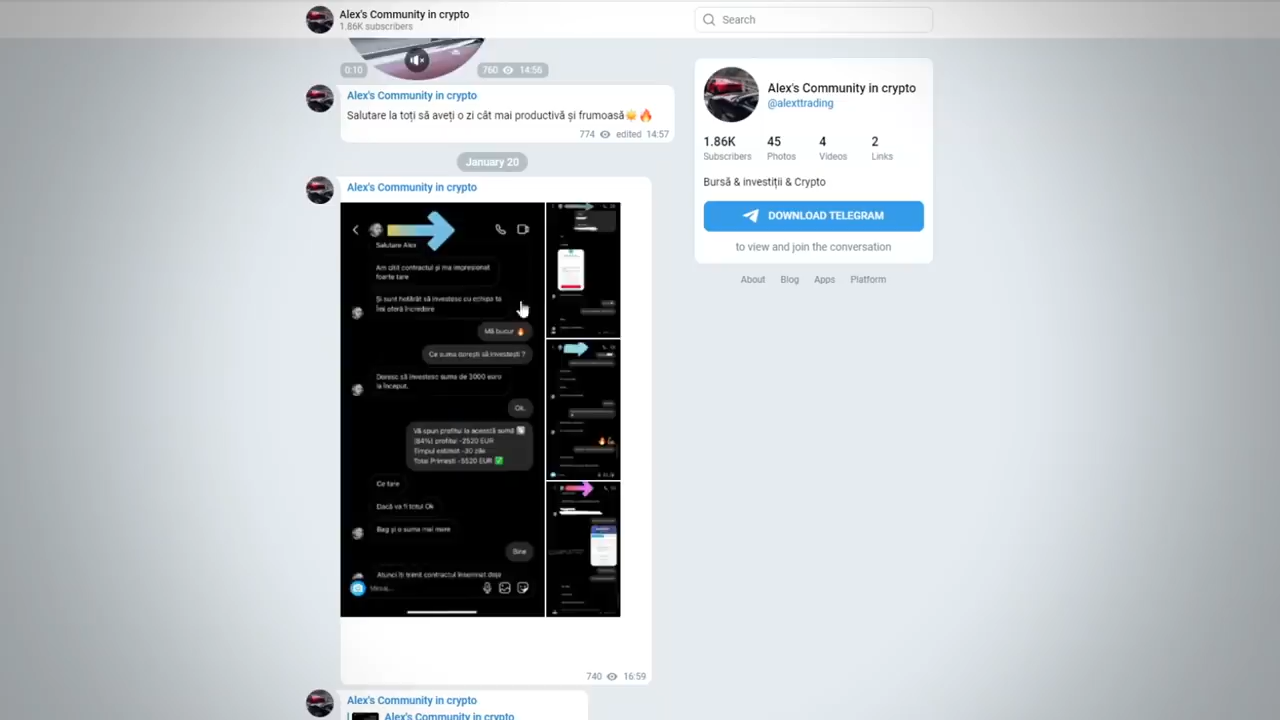 Alex's Community in crypto
1.86K subscribers
Search
0:10
760 14:56
Alex's Community in crypto
Salutare la toți să aveți o zi cât mai productivă și frumoasă☀️🔥
774 edited 14:57
January 20
Alex's Community in crypto
Salutare Alex
Am citit contractul și ma impresionat
foarte tare
Și sunt hotărât să investesc cu echipa ta
îmi oferă încredere
Mă bucur 🔥
Ce suma dorești să investești ?
Doresc să investesc suma de 3000 euro
la început.
Ok.
Vă spun profitul la această sumă
(84%) profitul -2520 EUR
Timpul estimat -30 zile
Total Primesti -5520 EUR ✅
Ce tare
Dacă va fi totul Ok
Bag și o suma mai mare
Bine
Atunci îți trimit contractul însemnat deja
Mesaj...
740 16:59
Alex's Community in crypto
Alex's Community in crypto
Alex's Community in crypto
@alexttrading
1.86K 45 4 2
Subscribers Photos Videos Links
Bursă & investiții & Crypto
DOWNLOAD TELEGRAM
to view and join the conversation
About Blog Apps Platform